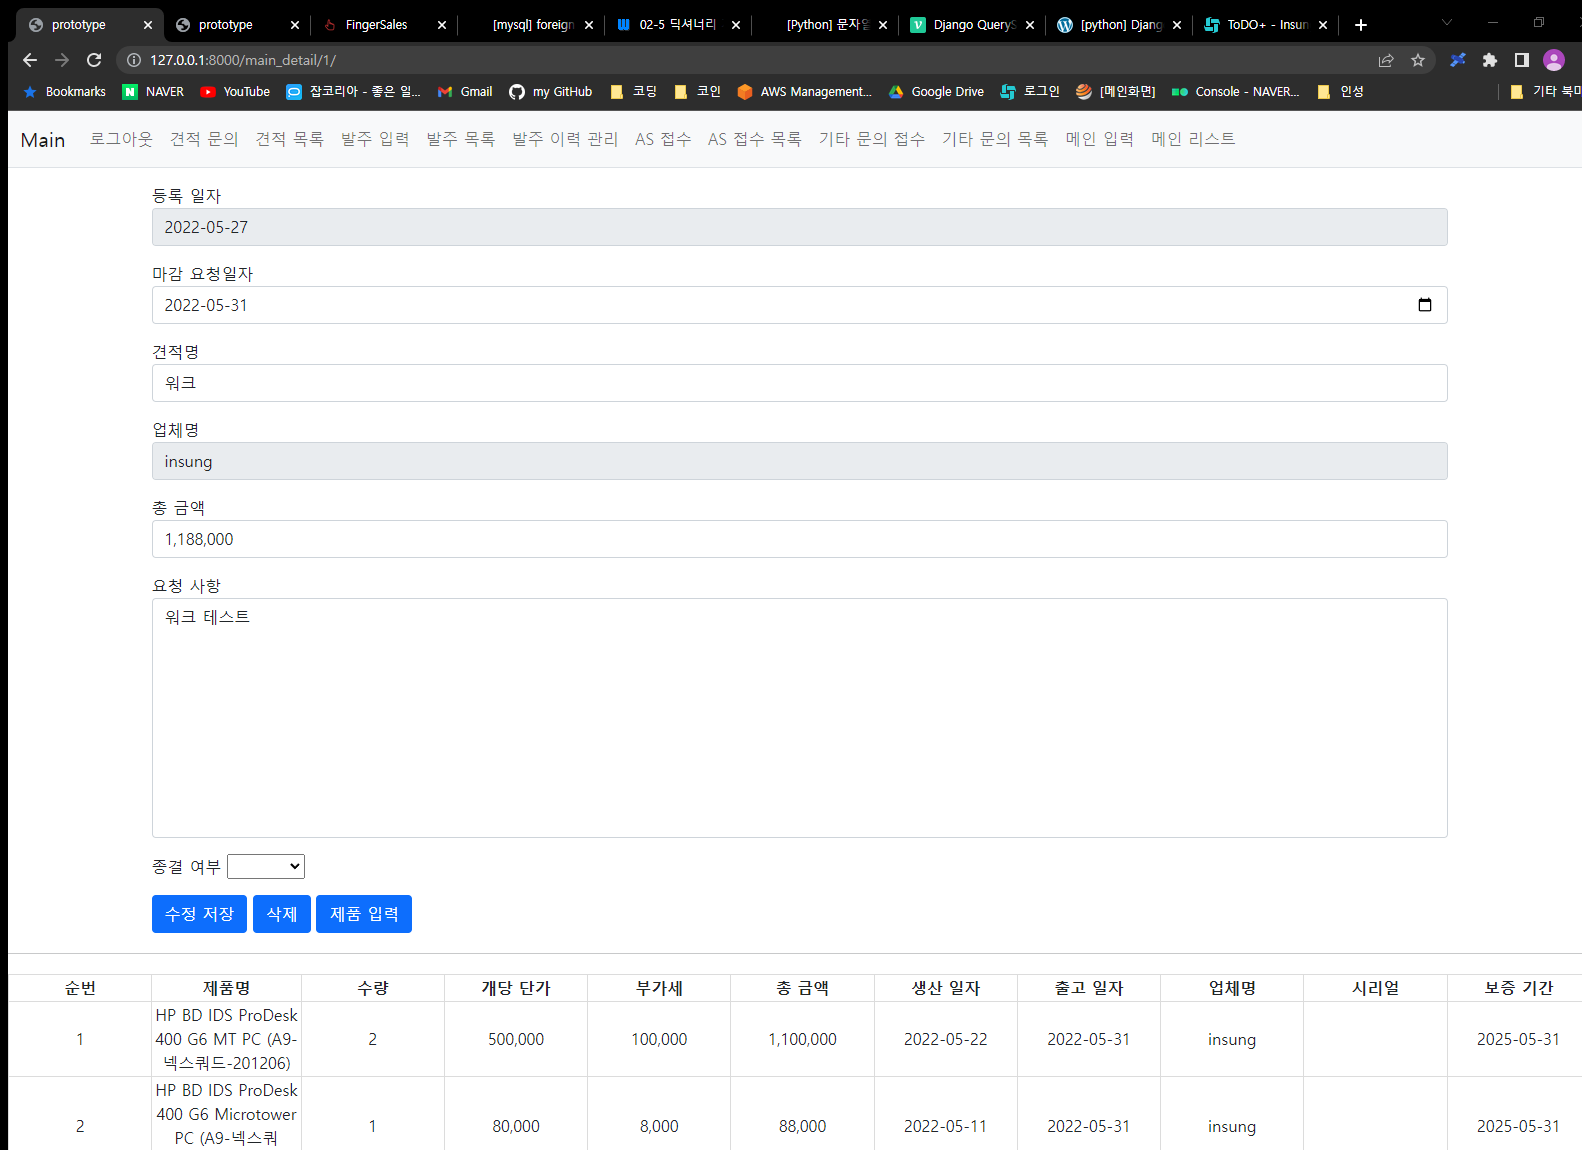 prototype prototype FingerSales [mysql] foreign 02-5 딕셔너리 [Python] 문자열 Django QueryS [python] Djang ToDO+ - Insun
127.0.0.1:8000/main_detail/1/
Bookmarks NAVER YouTube 잡코리아 - 좋은 일... Gmail my GitHub 코딩 코인 AWS Management... Google Drive 로그인 [메인화면] Console - NAVER... 인성 기타 북마
Main 로그아웃 견적 문의 견적 목록 발주 입력 발주 목록 발주 이력 관리 AS 접수 AS 접수 목록 기타 문의 접수 기타 문의 목록 메인 입력 메인 리스트
등록 일자
2022-05-27
마감 요청일자
2022-05-31
견적명
워크
업체명
insung
총 금액
1,188,000
요청 사항
워크 테스트
종결 여부
수정 저장 삭제 제품 입력
순번 제품명 수량 개당 단가 부가세 총 금액 생산 일자 출고 일자 업체명 시리얼 보증 기간
HP BD IDS ProDesk
1 400 G6 MT PC (A9- 2 500,000 100,000 1,100,000 2022-05-22 2022-05-31 insung 2025-05-31
넥스쿼드-201206)
HP BD IDS ProDesk
400 G6 Microtower
2 PC (A9-넥스쿼 1 80,000 8,000 88,000 2022-05-11 2022-05-31 insung 2025-05-31